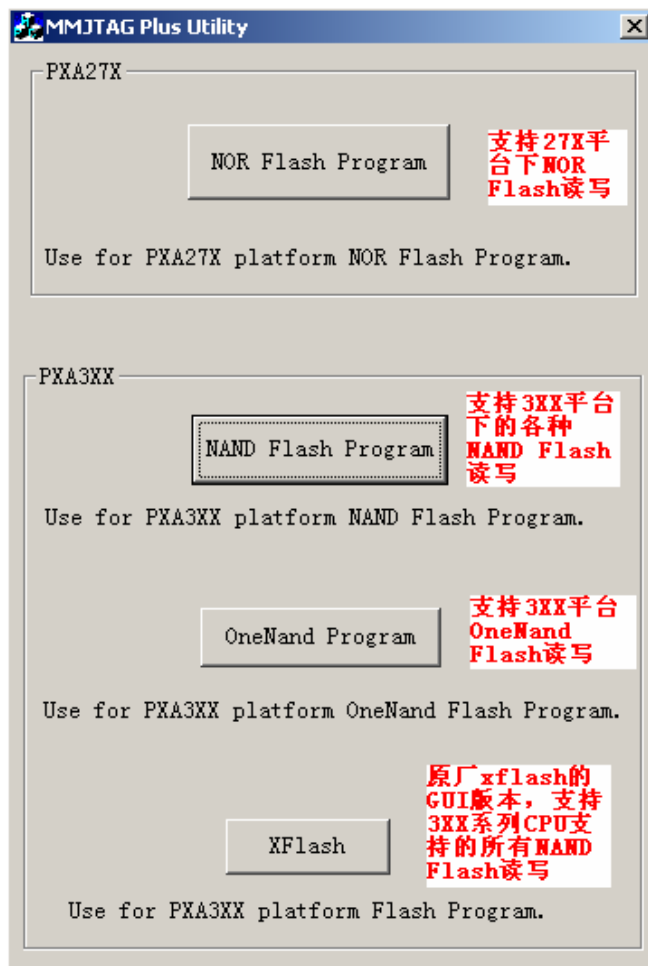 MMJTAG Plus Utility
PXA27X
NOR Flash Program
支持27X平
台下NOR
Flash读写
Use for PXA27X platform NOR Flash Program.
PXA3XX
NAND Flash Program
支持3XX平台
下的各种
NAND Flash
读写
Use for PXA3XX platform NAND Flash Program.
OneNand Program
支持3XX平台
OneNand
Flash读写
Use for PXA3XX platform OneNand Flash Program.
XFlash
原厂xflash的
GUI版本，支持
3XX系列CPU支
持的所有NAND
Flash读写
Use for PXA3XX platform Flash Program.